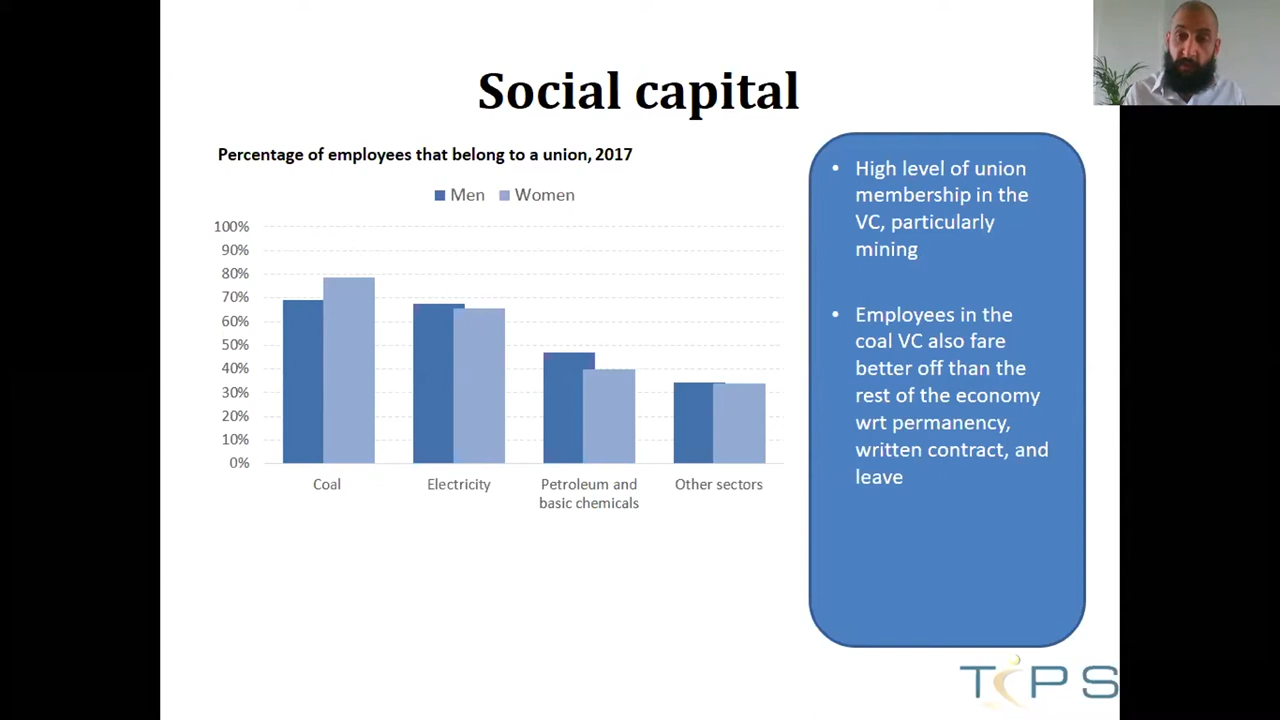 Social capital
Percentage of employees that belong to a union, 2017
Men Women
100%
90%
80%
70%
60%
50%
40%
30%
20%
10%
0%
Coal
Electricity
Petroleum and
basic chemicals
Other sectors
• High level of union
membership in the
VC, particularly
mining
• Employees in the
coal VC also fare
better off than the
rest of the economy
wrt permanency,
written contract, and
leave
TIPS